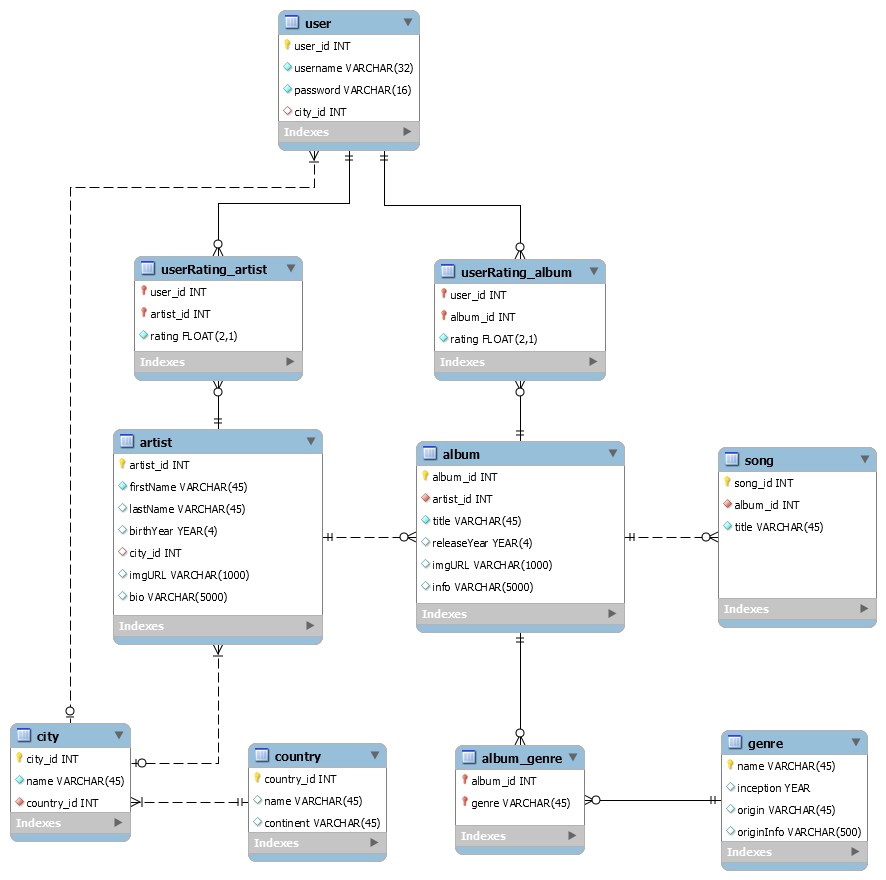 user
user_id INT
username VARCHAR(32)
password VARCHAR(16)
city_id INT
Indexes
userRating_artist
user_id INT
artist_id INT
rating FLOAT(2,1)
Indexes
userRating_album
user_id INT
album_id INT
rating FLOAT(2,1)
Indexes
artist
artist_id INT
firstName VARCHAR(45)
lastName VARCHAR(45)
birthYear YEAR(4)
city_id INT
imgURL VARCHAR(1000)
bio VARCHAR(5000)
Indexes
album
album_id INT
artist_id INT
title VARCHAR(45)
releaseYear YEAR(4)
imgURL VARCHAR(1000)
info VARCHAR(5000)
Indexes
song
song_id INT
album_id INT
title VARCHAR(45)
Indexes
city
city_id INT
name VARCHAR(45)
country_id INT
Indexes
country
country_id INT
name VARCHAR(45)
continent VARCHAR(45)
Indexes
album_genre
album_id INT
genre VARCHAR(45)
Indexes
genre
name VARCHAR(45)
inception YEAR
origin VARCHAR(45)
originInfo VARCHAR(500)
Indexes